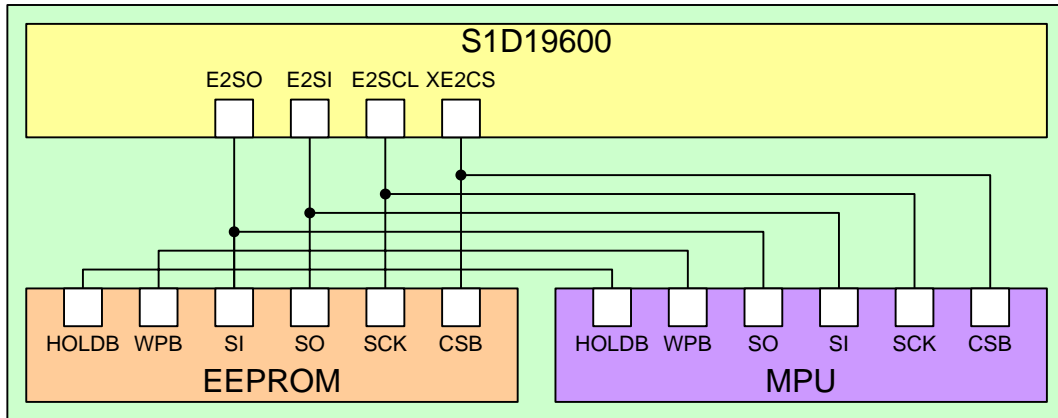 S1D19600
E2SO E2SI E2SCL XE2CS
HOLDB WPB SI SO SCK CSB
EEPROM
HOLDB WPB SO SI SCK CSB
MPU